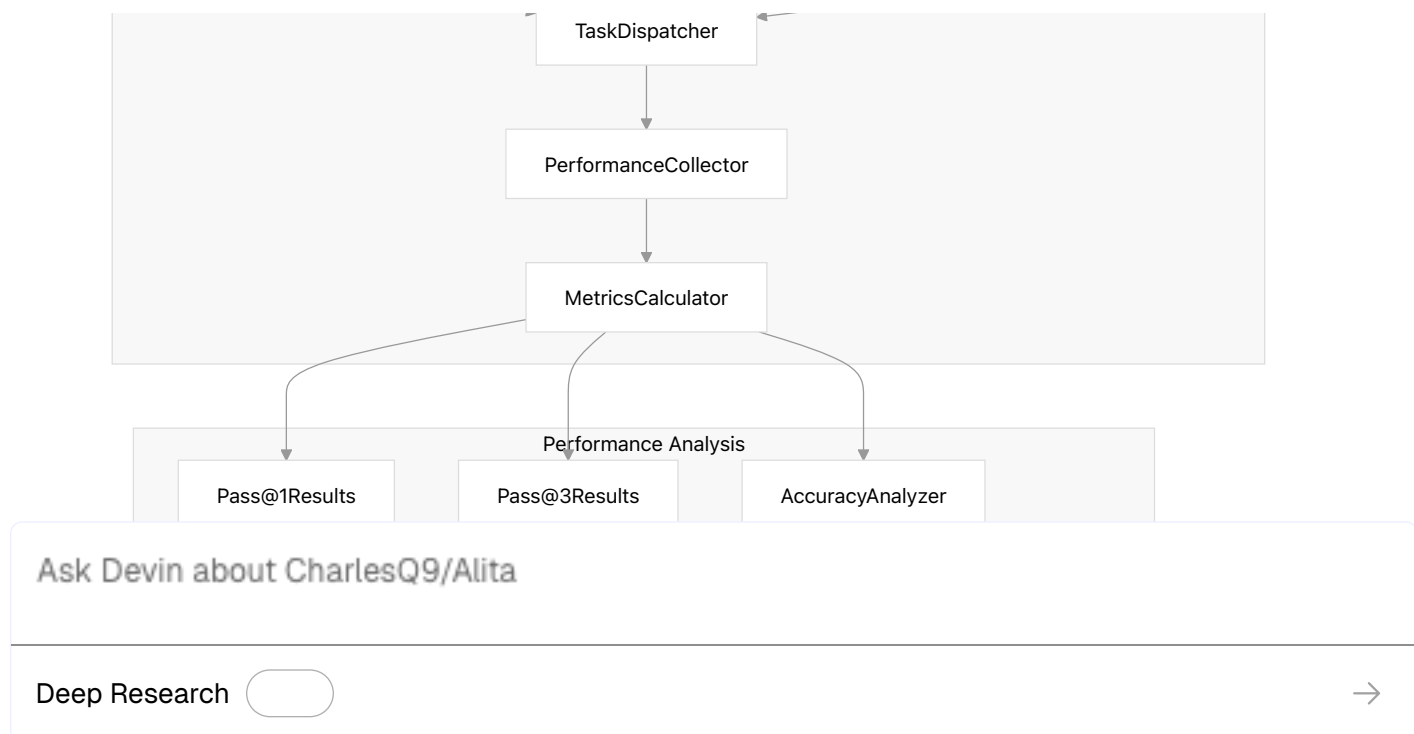 TaskDispatcher
PerformanceCollector
MetricsCalculator
Performance Analysis
Pass@1Results
Pass@3Results
AccuracyAnalyzer
Ask Devin about CharlesQ9/Alita
Deep Research